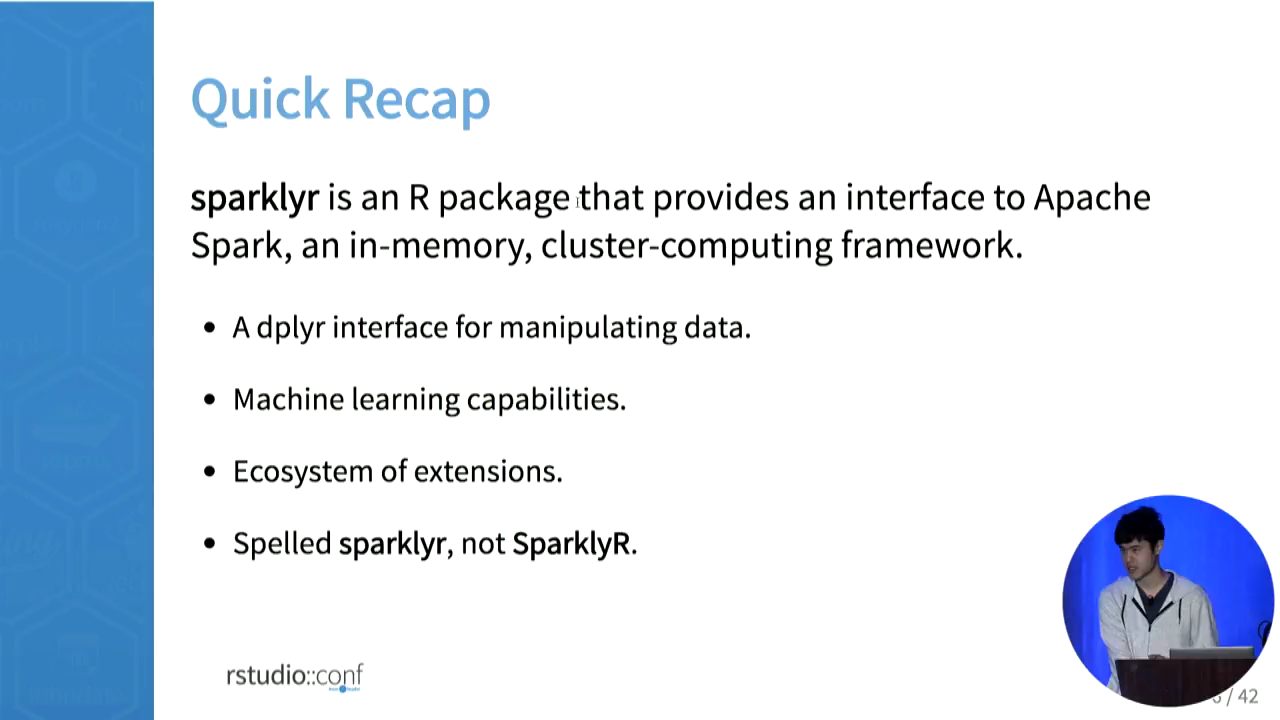 Quick Recap
sparklyr is an R package that provides an interface to Apache
Spark, an in-memory, cluster-computing framework.
• A dplyr interface for manipulating data.
• Machine learning capabilities.
• Ecosystem of extensions.
• Spelled sparklyr, not SparklyR.
rstudio::conf
/ 42